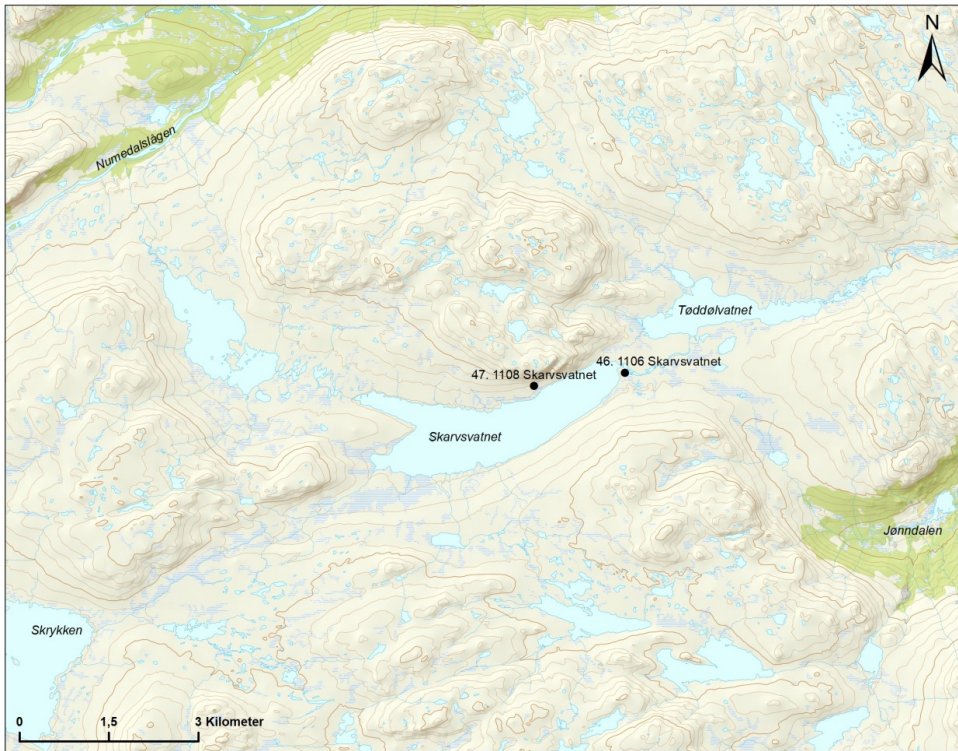 N
Numedalslågen
Tøddølvatnet
46. 1106 Skarvsvatnet
47. 1108 Skarvsvatnet
Skarvsvatnet
Jønndalen
Skrykken
0 1,5 3 Kilometer